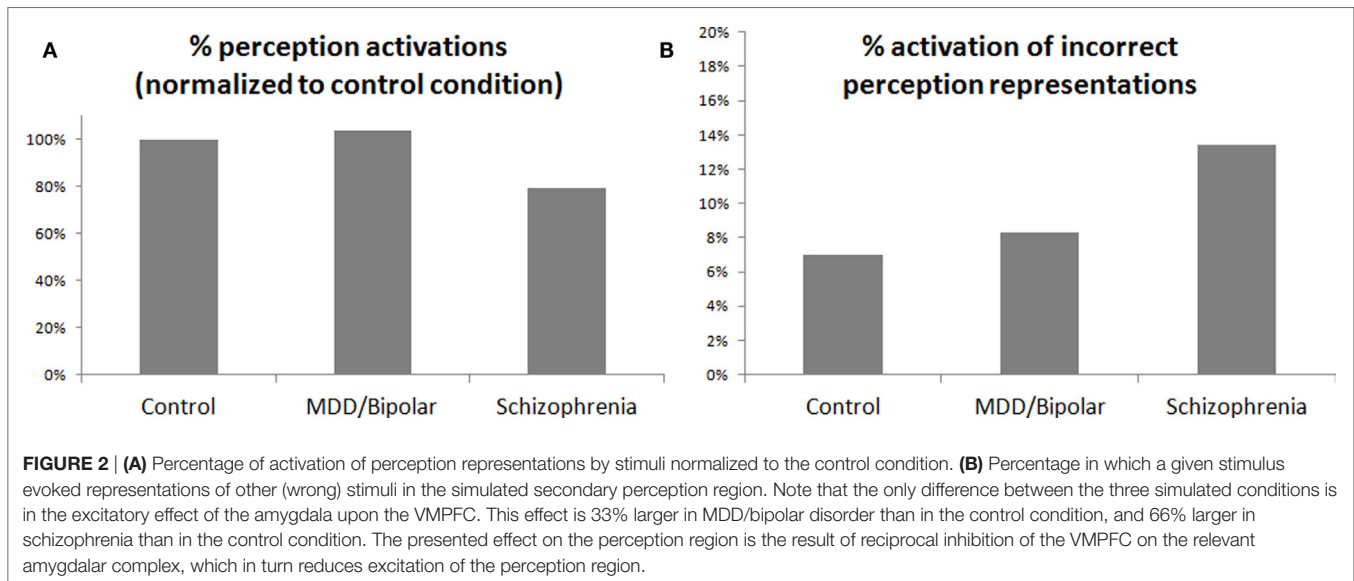 A
% perception activations
(normalized to control condition)
100%
80%
60%
40%
20%
0%
Control
MDD/Bipolar
Schizophrenia
B
% activation of incorrect
perception representations
20%
18%
16%
14%
12%
10%
8%
6%
4%
2%
0%
Control
MDD/Bipolar
Schizophrenia
FIGURE 2 | (A) Percentage of activation of perception representations by stimuli normalized to the control condition. (B) Percentage in which a given stimulus
evoked representations of other (wrong) stimuli in the simulated secondary perception region. Note that the only difference between the three simulated conditions is
in the excitatory effect of the amygdala upon the VMPFC. This effect is 33% larger in MDD/bipolar disorder than in the control condition, and 66% larger in
schizophrenia than in the control condition. The presented effect on the perception region is the result of reciprocal inhibition of the VMPFC on the relevant
amygdalar complex, which in turn reduces excitation of the perception region.